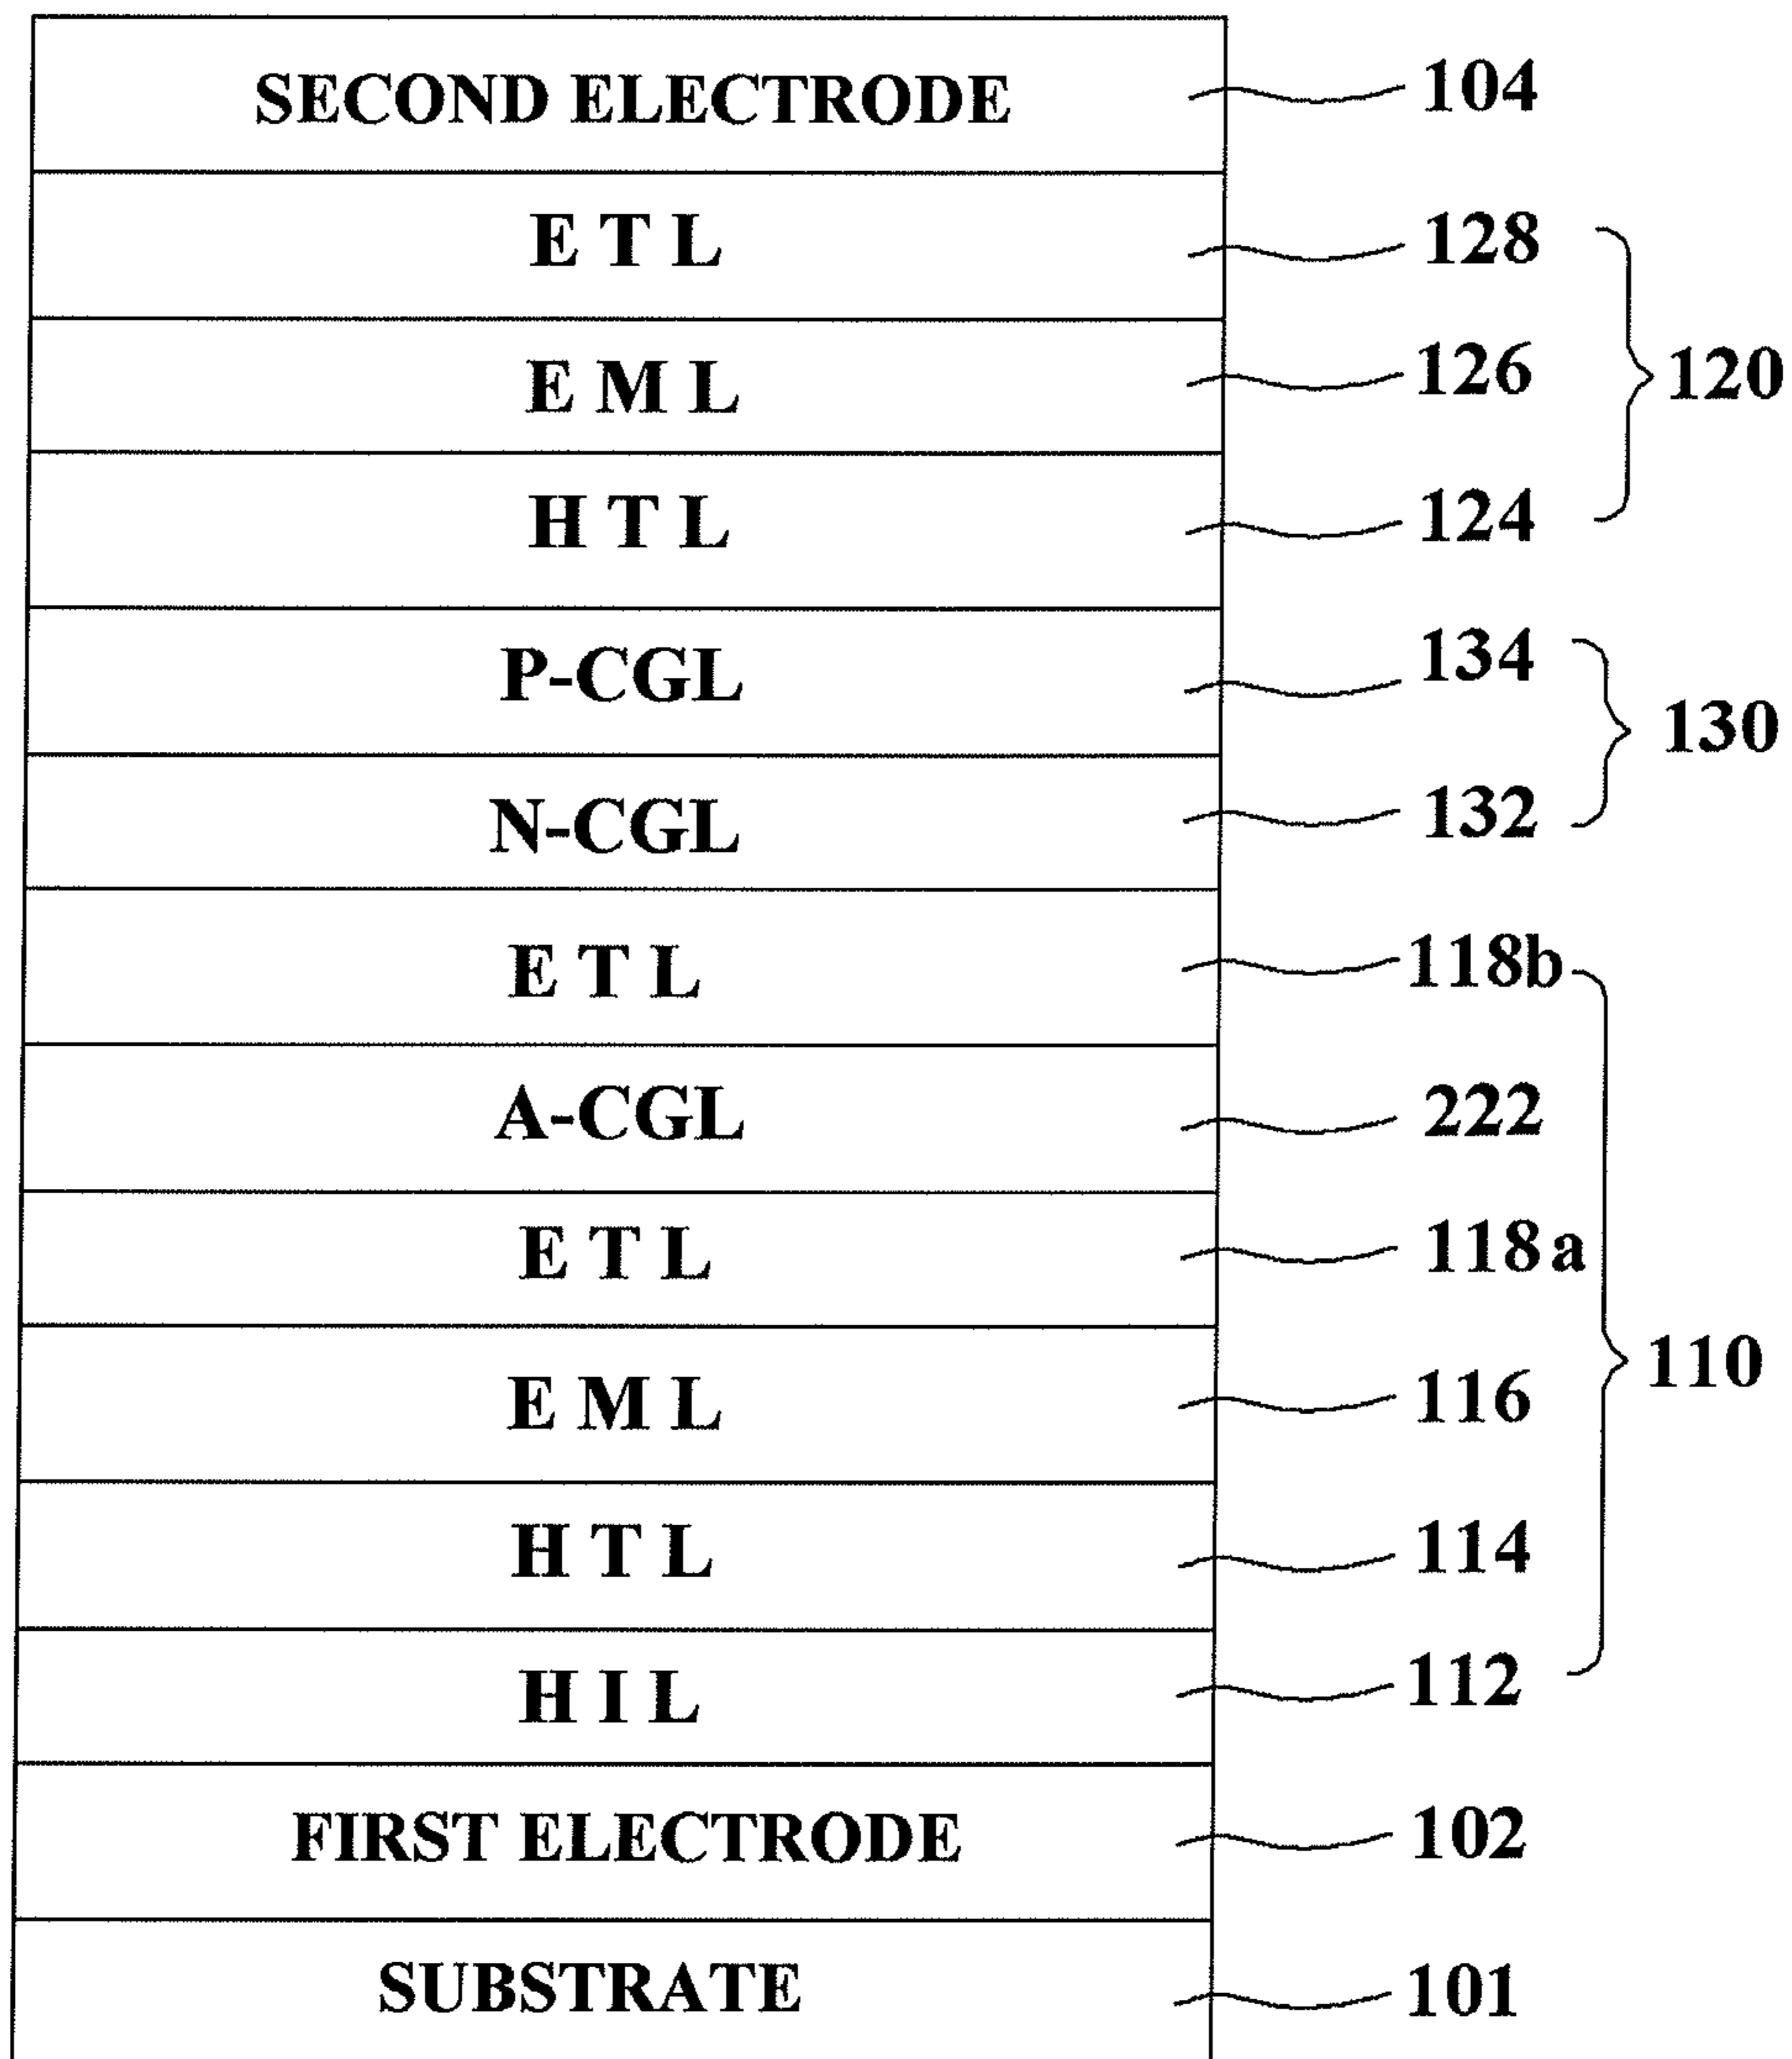 SECOND ELECTRODE 104
E T L 128
E M L 126
120
H T L 124
P-CGL 134
130
N-CGL 132
E T L 118b
A-CGL 222
E T L 118a
110
E M L 116
H T L 114
H I L 112
FIRST ELECTRODE 102
SUBSTRATE 101